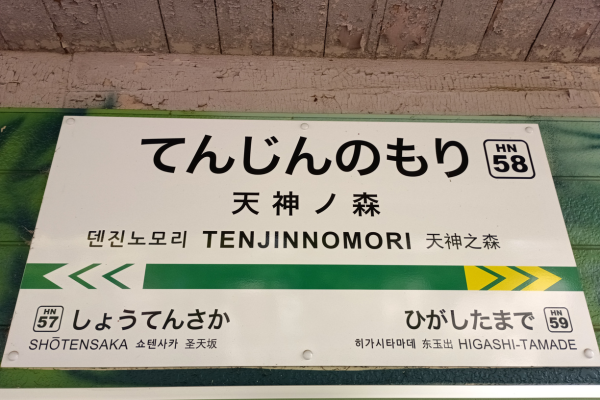 てんじんのもり HN 58
天神ノ森
덴진노모리 TENJINNOMORI 天神之森
HN 57 しょうてんさか ひがしたまで HN 59
SHŌTENSAKA 쇼텐사카 圣天坂 히가시타마데 东玉出 HIGASHI-TAMADE